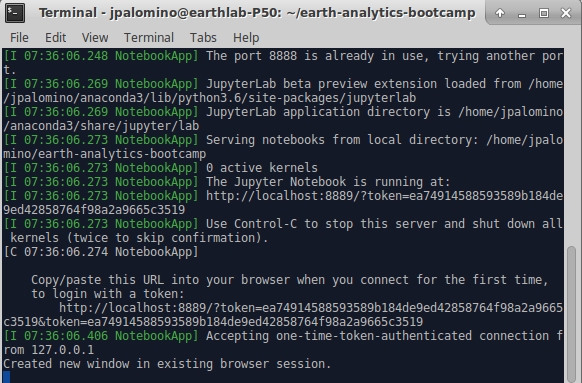 Terminal - jpalomino@earthlab-P50: ~/earth-analytics-bootcamp
File Edit View Terminal Tabs Help
[I 07:36:06.248 NotebookApp] The port 8888 is already in use, trying another por
t.
[I 07:36:06.269 NotebookApp] JupyterLab beta preview extension loaded from /home
/jpalomino/anaconda3/lib/python3.6/site-packages/jupyterlab
[I 07:36:06.269 NotebookApp] JupyterLab application directory is /home/jpalomino
/anaconda3/share/jupyter/lab
[I 07:36:06.273 NotebookApp] Serving notebooks from local directory: /home/jpalo
mino/earth-analytics-bootcamp
[I 07:36:06.273 NotebookApp] 0 active kernels
[I 07:36:06.273 NotebookApp] The Jupyter Notebook is running at:
[I 07:36:06.273 NotebookApp] http://localhost:8889/?token=ea74914588593589b184de
9ed42858764f98a2a9665c3519
[I 07:36:06.273 NotebookApp] Use Control-C to stop this server and shut down all
kernels (twice to skip confirmation).
[C 07:36:06.274 NotebookApp]
Copy/paste this URL into your browser when you connect for the first time,
to login with a token:
http://localhost:8889/?token=ea74914588593589b184de9ed42858764f98a2a9665
c3519&token=ea74914588593589b184de9ed42858764f98a2a9665c3519
[I 07:36:06.406 NotebookApp] Accepting one-time-token-authenticated connection f
rom 127.0.0.1
Created new window in existing browser session.